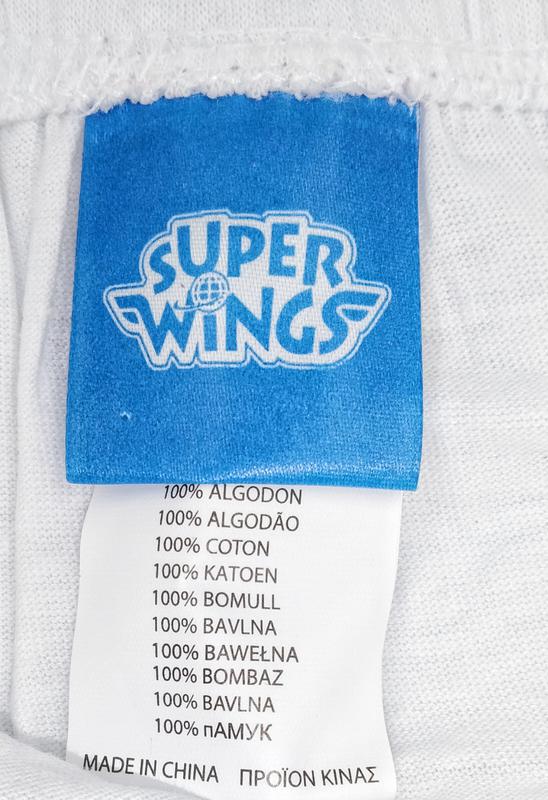 SUPER
WINGS
100% ALGODON
100% ALGODÃO
100% COTON
100% KATOEN
100% BOMULL
100% BAVLNA
100% BAWEŁNA
100% BOMBAZ
100% BAVLNA
100% пАМУК
MADE IN CHINA ΠΡΟΪΟΝ ΚΙΝΑΣ